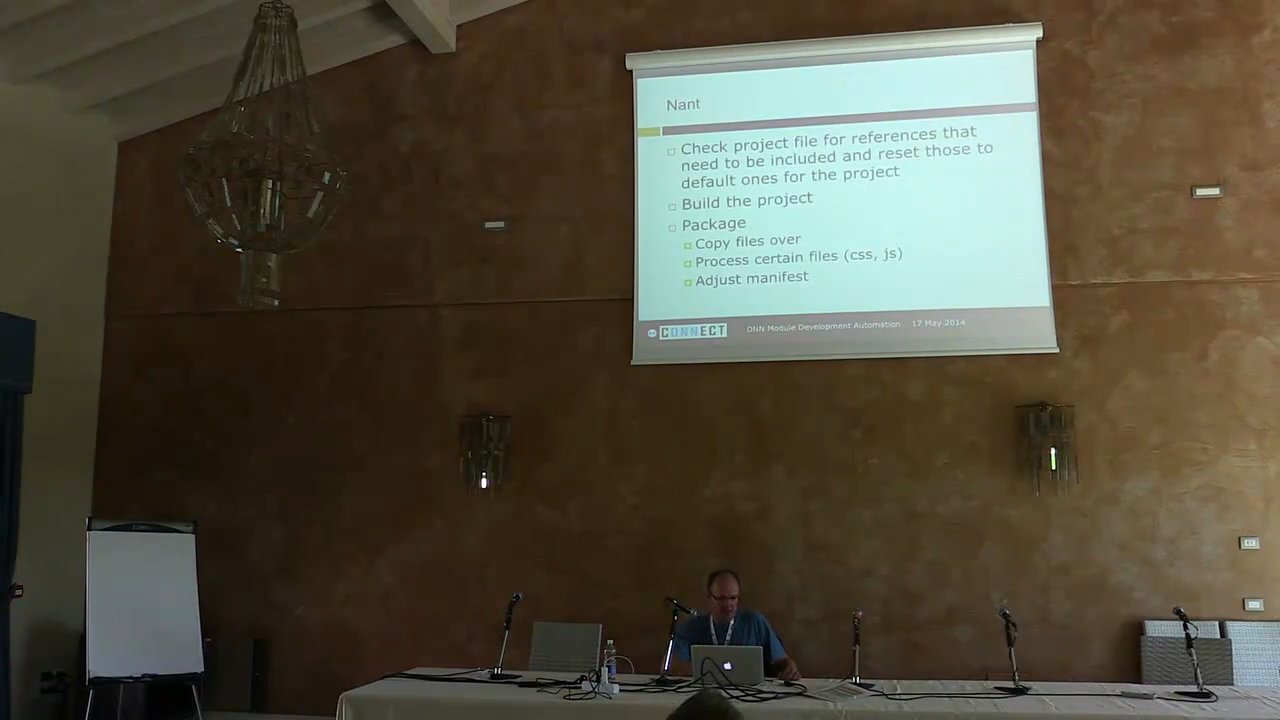 Nant
Check project file for references that
need to be included and reset those to
default ones for the project
Build the project
Package
Copy files over
Process certain files (css, js)
Adjust manifest
CONNECT DNN Module Development Automation 17 May 2014